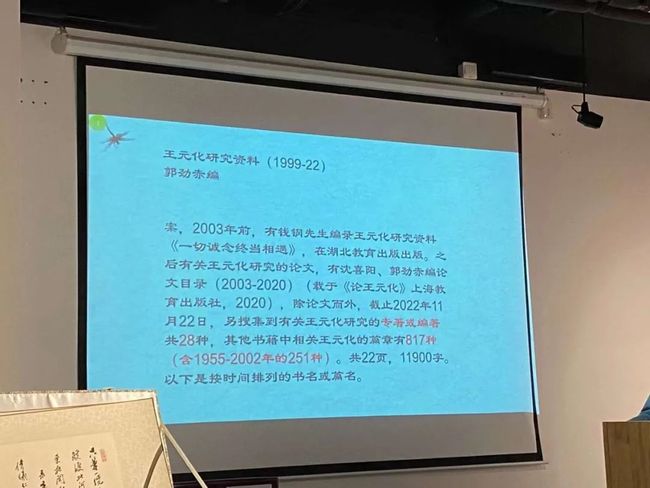 王元化研究资料（1999-22）
郭劲赤编
案，2003年前，有钱钢先生编录王元化研究资料
《一切诚念终当相遇》，在湖北教育出版出版。之
后有关王元化研究的论文，有沈喜阳、郭劲赤编论
文目录（2003-2020）（载于《论王元化》上海教
育出版社，2020），除论文而外，截止2022年11
月22日，另搜集到有关王元化研究的专著或编著
共28种，其他书籍中相关王元化的篇章有817种
（含1955-2002年的251种）。共22页，11900字。
以下是按时间排列的书名或篇名。